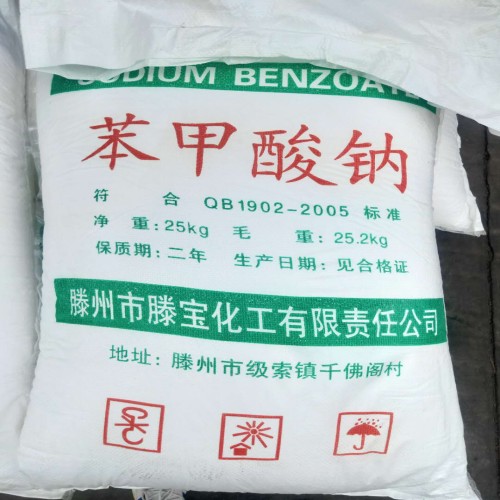 SODIUM BENZOATE
苯甲酸钠
符 合 QB1902-2005 标准
净 重:25kg 毛 重:25.2kg
保质期:二年 生产日期:见合格证
滕州市滕宝化工有限责任公司
地址:滕州市级索镇千佛阁村